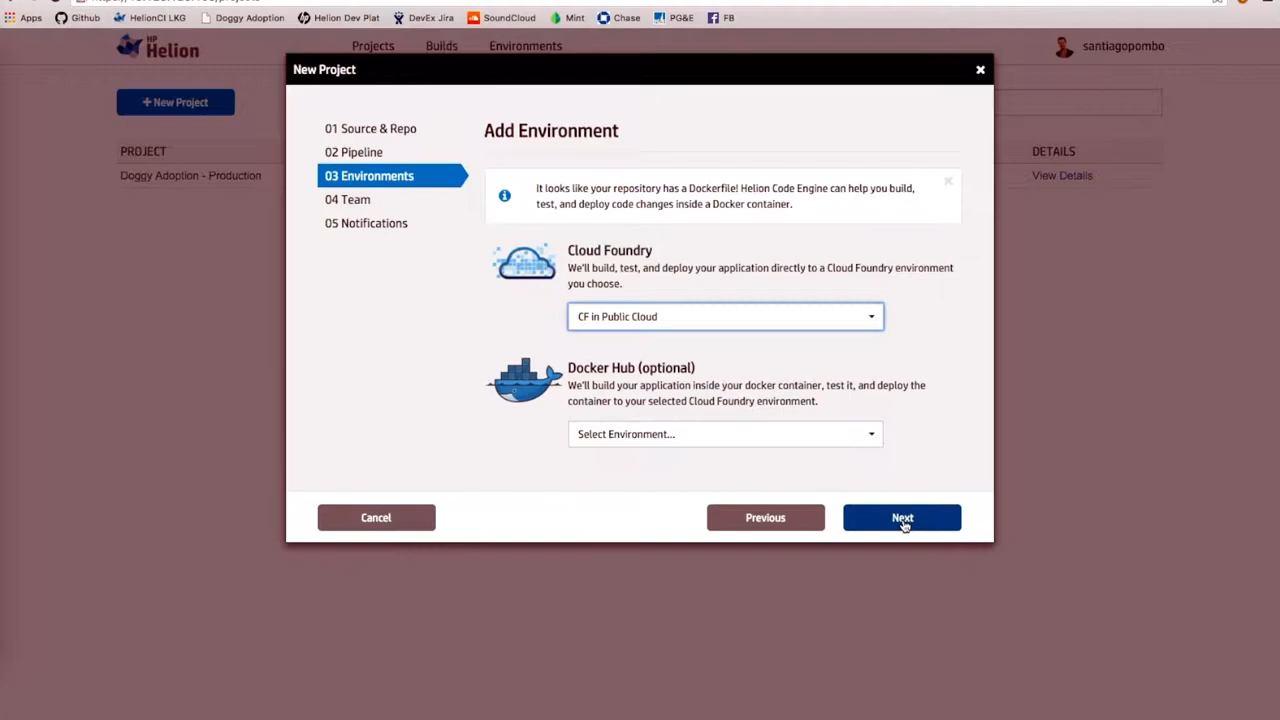 Apps Github HelionCI LKG Doggy Adoption Helion Dev Plat DevEx Jira SoundCloud Mint Chase PG&E FB
HP
Helion
Projects Builds Environments santiagopombo
New Project
+ New Project
01 Source & Repo
02 Pipeline
03 Environments
04 Team
05 Notifications
Add Environment
It looks like your repository has a Dockerfile! Helion Code Engine can help you build,
test, and deploy code changes inside a Docker container.
Cloud Foundry
We'll build, test, and deploy your application directly to a Cloud Foundry environment
you choose.
CF in Public Cloud
Docker Hub (optional)
We'll build your application inside your docker container, test it, and deploy the
container to your selected Cloud Foundry environment.
Select Environment...
Cancel Previous Next
PROJECT DETAILS
Doggy Adoption - Production View Details